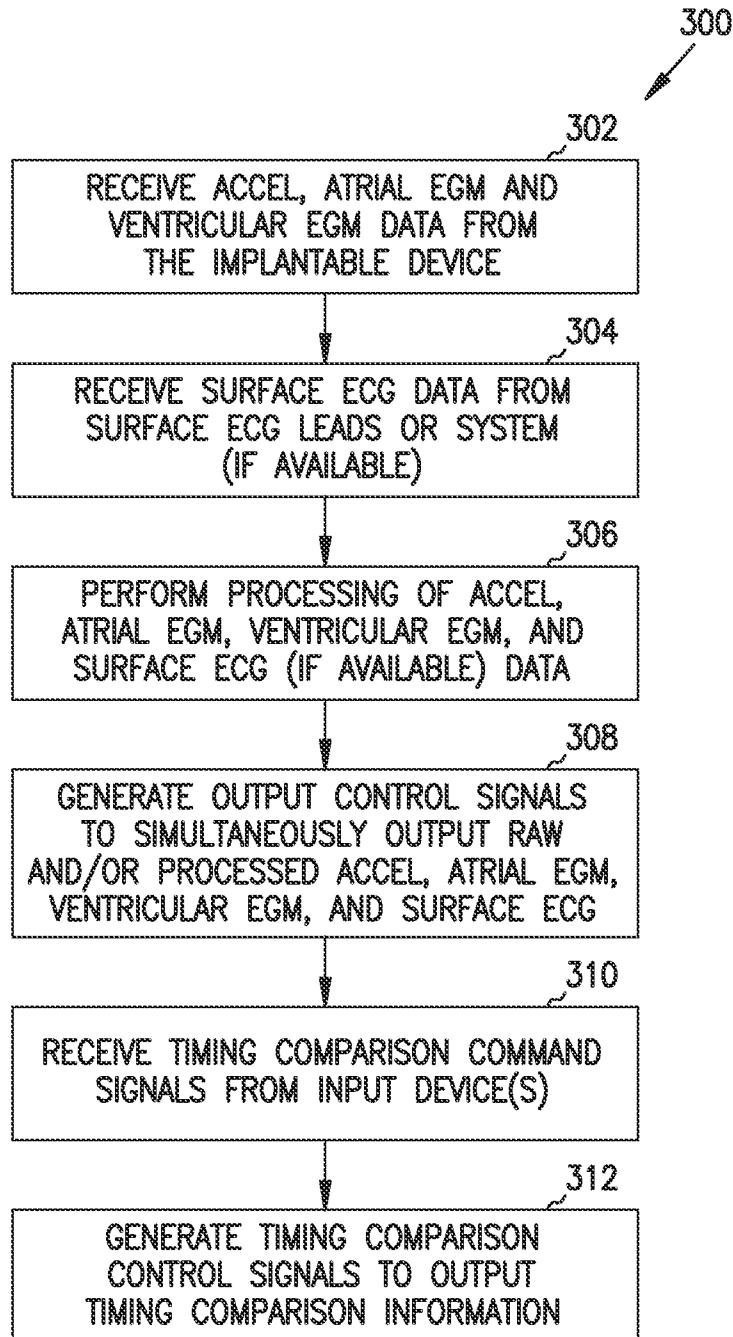 300
302
RECEIVE ACCEL, ATRIAL EGM AND
VENTRICULAR EGM DATA FROM
THE IMPLANTABLE DEVICE
304
RECEIVE SURFACE ECG DATA FROM
SURFACE ECG LEADS OR SYSTEM
(IF AVAILABLE)
306
PERFORM PROCESSING OF ACCEL,
ATRIAL EGM, VENTRICULAR EGM, AND
SURFACE ECG (IF AVAILABLE) DATA
308
GENERATE OUTPUT CONTROL SIGNALS
TO SIMULTANEOUSLY OUTPUT RAW
AND/OR PROCESSED ACCEL, ATRIAL EGM,
VENTRICULAR EGM, AND SURFACE ECG
310
RECEIVE TIMING COMPARISON COMMAND
SIGNALS FROM INPUT DEVICE(S)
312
GENERATE TIMING COMPARISON
CONTROL SIGNALS TO OUTPUT
TIMING COMPARISON INFORMATION